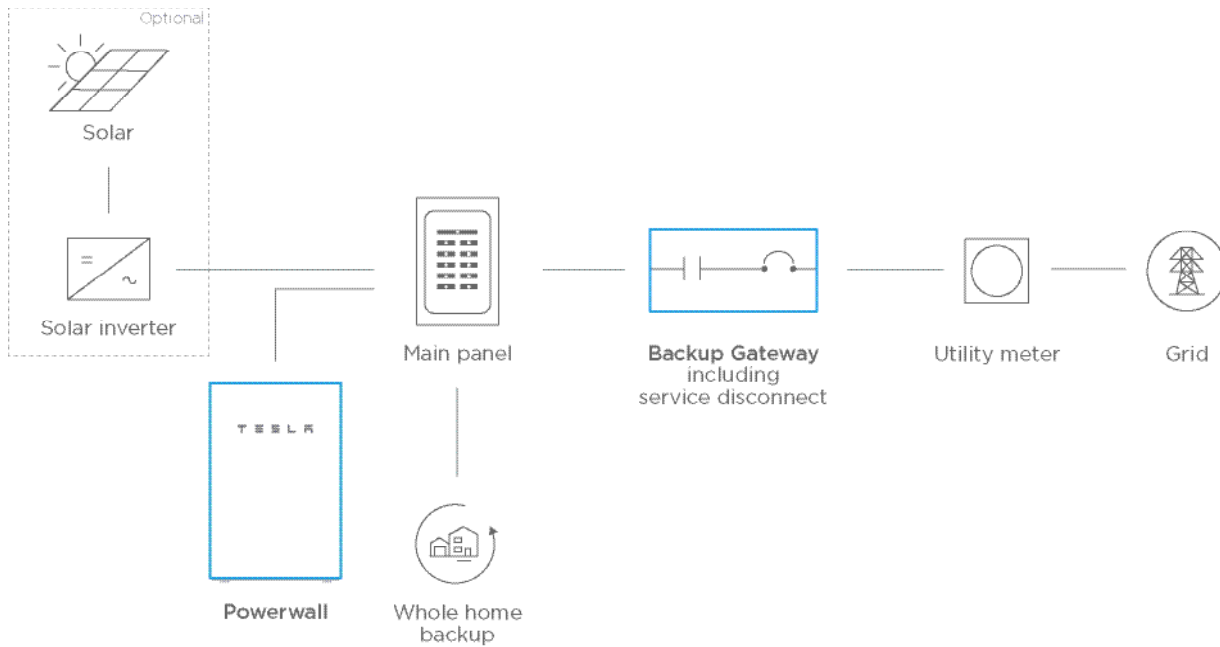 Optional
Solar
Solar inverter
Main panel
Backup Gateway
including
service disconnect
Utility meter
Grid
TESLA
Powerwall
Whole home
backup